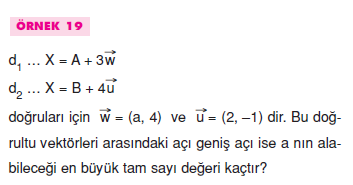 ÖRNEK 19
d₁ ... X = A + 3w⃗
d₂ ... X = B + 4u⃗
doğruları için w⃗ = (a, 4) ve u⃗ = (2, –1) dir. Bu doğ-
rultu vektörleri arasındaki açı geniş açı ise a nın ala-
bileceği en büyük tam sayı değeri kaçtır?